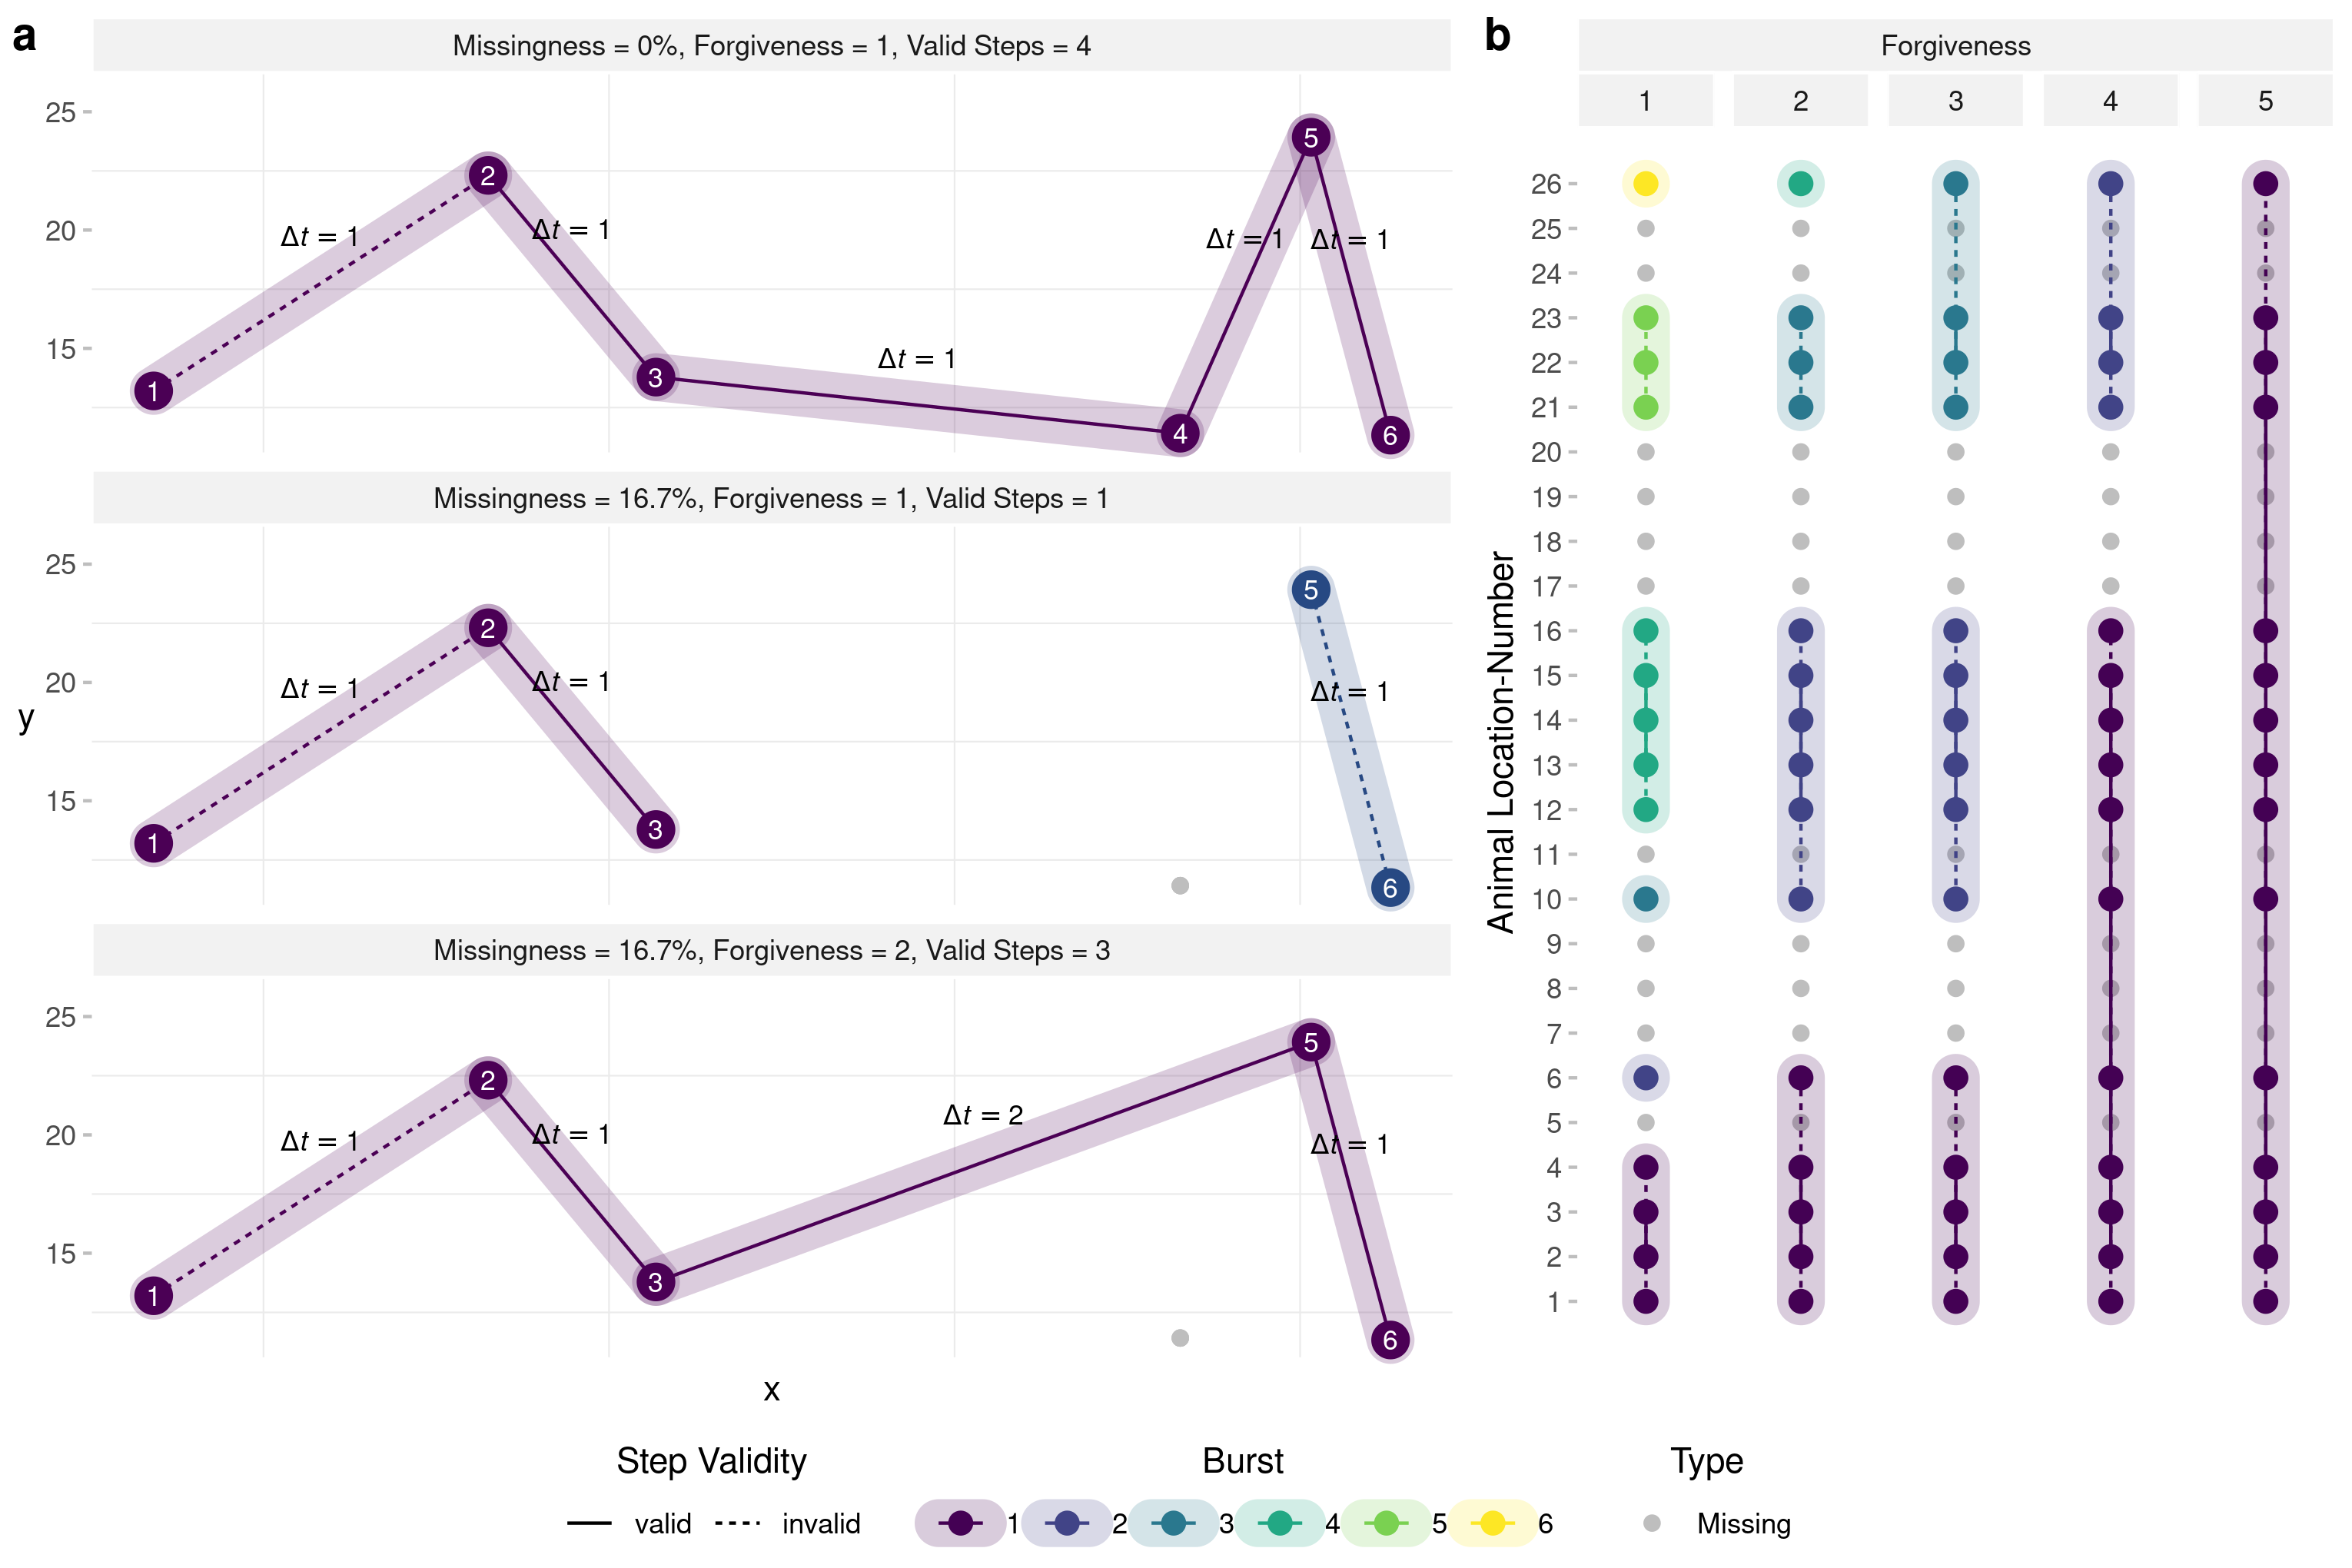 a
Missingness = 0%, Forgiveness = 1, Valid Steps = 4
25
20
15
Δt = 1
Δt = 1
Δt = 1
Δt = 1
Δt = 1
1
2
3
4
5
6
Missingness = 16.7%, Forgiveness = 1, Valid Steps = 1
25
20
15
Δt = 1
Δt = 1
Δt = 1
1
2
3
5
6
y
Missingness = 16.7%, Forgiveness = 2, Valid Steps = 3
25
20
15
Δt = 1
Δt = 1
Δt = 2
Δt = 1
1
2
3
5
6
x
b
Forgiveness
1 2 3 4 5
Animal Location-Number
26
25
24
23
22
21
20
19
18
17
16
15
14
13
12
11
10
9
8
7
6
5
4
3
2
1
Step Validity
valid invalid
Burst
1 2 3 4 5 6
Type
Missing